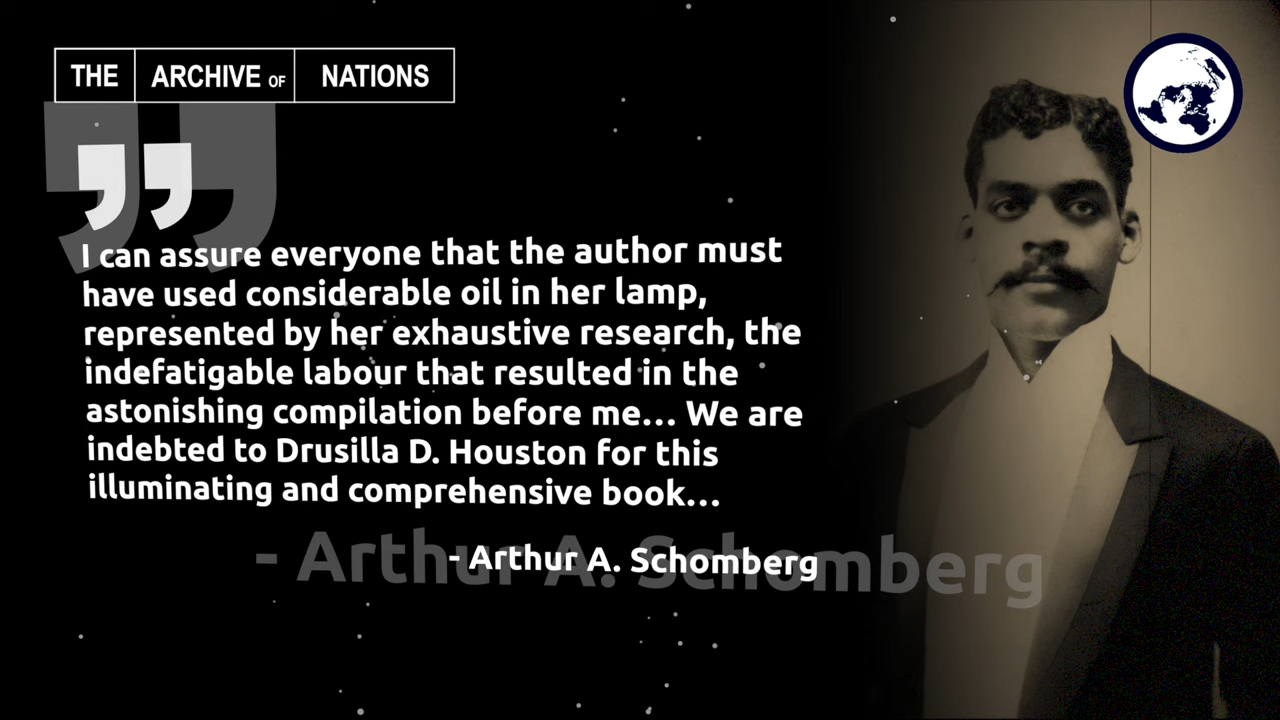 THE ARCHIVE OF NATIONS
I can assure everyone that the author must
have used considerable oil in her lamp,
represented by her exhaustive research, the
indefatigable labour that resulted in the
astonishing compilation before me... We are
indebted to Drusilla D. Houston for this
illuminating and comprehensive book...
- Arthur A. Schomberg
- Arthur A. Schomberg